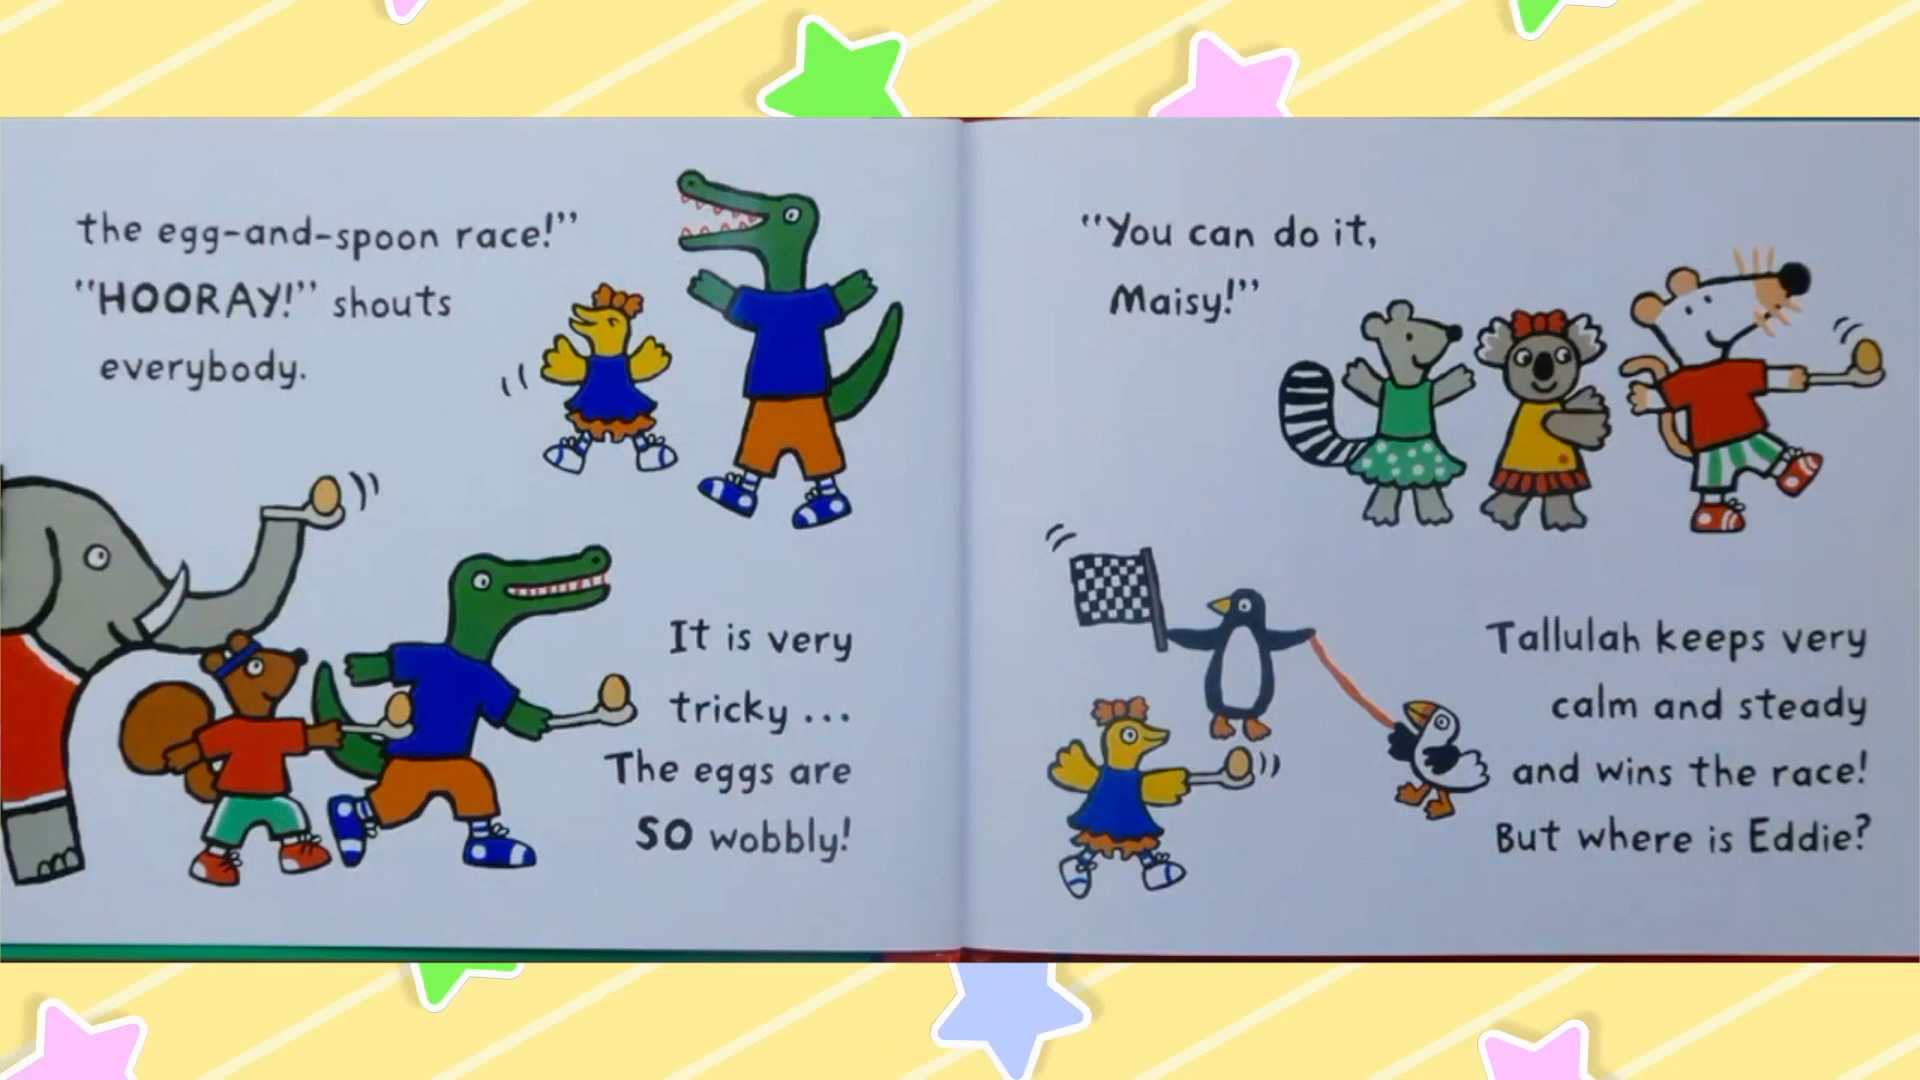 the egg-and-spoon race!”
“HOORAY!” shouts
everybody.
It is very
tricky ...
The eggs are
SO wobbly!
“You can do it,
Maisy!”
Tallulah keeps very
calm and steady
and wins the race!
But where is Eddie?